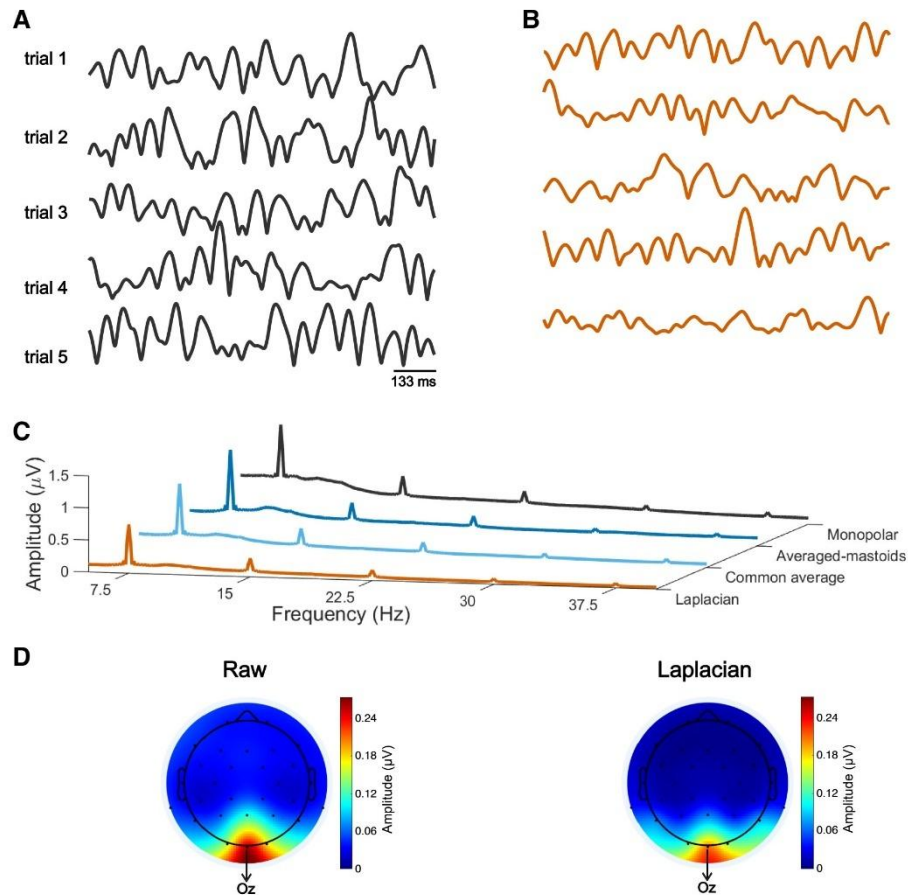 A
B
trial 1
trial 2
trial 3
trial 4
trial 5
133 ms
C
Amplitude (μV)
1.5
1
0.5
0
7.5
15
22.5
30
37.5
Frequency (Hz)
Monopolar
Averaged-mastoids
Common average
Laplacian
D
Raw
Laplacian
0.24
0.18
0.12
0.06
0
Amplitude (μV)
0.24
0.18
0.12
0.06
0
Amplitude (μV)
Oz
Oz